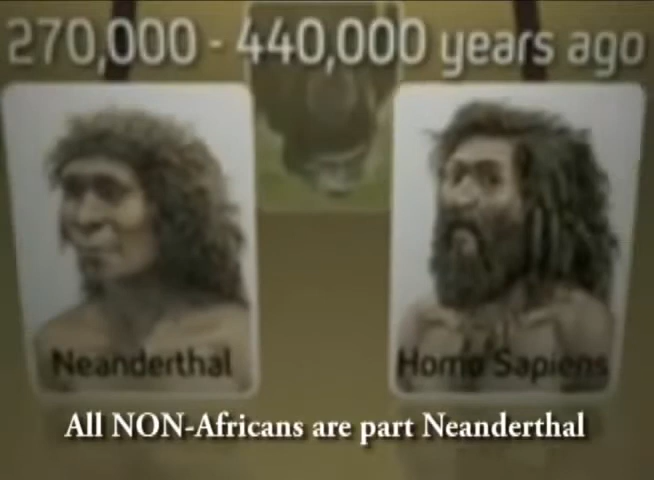 270,000 - 440,000 years ago
Neanderthal
Homo Sapiens
All NON-Africans are part Neanderthal